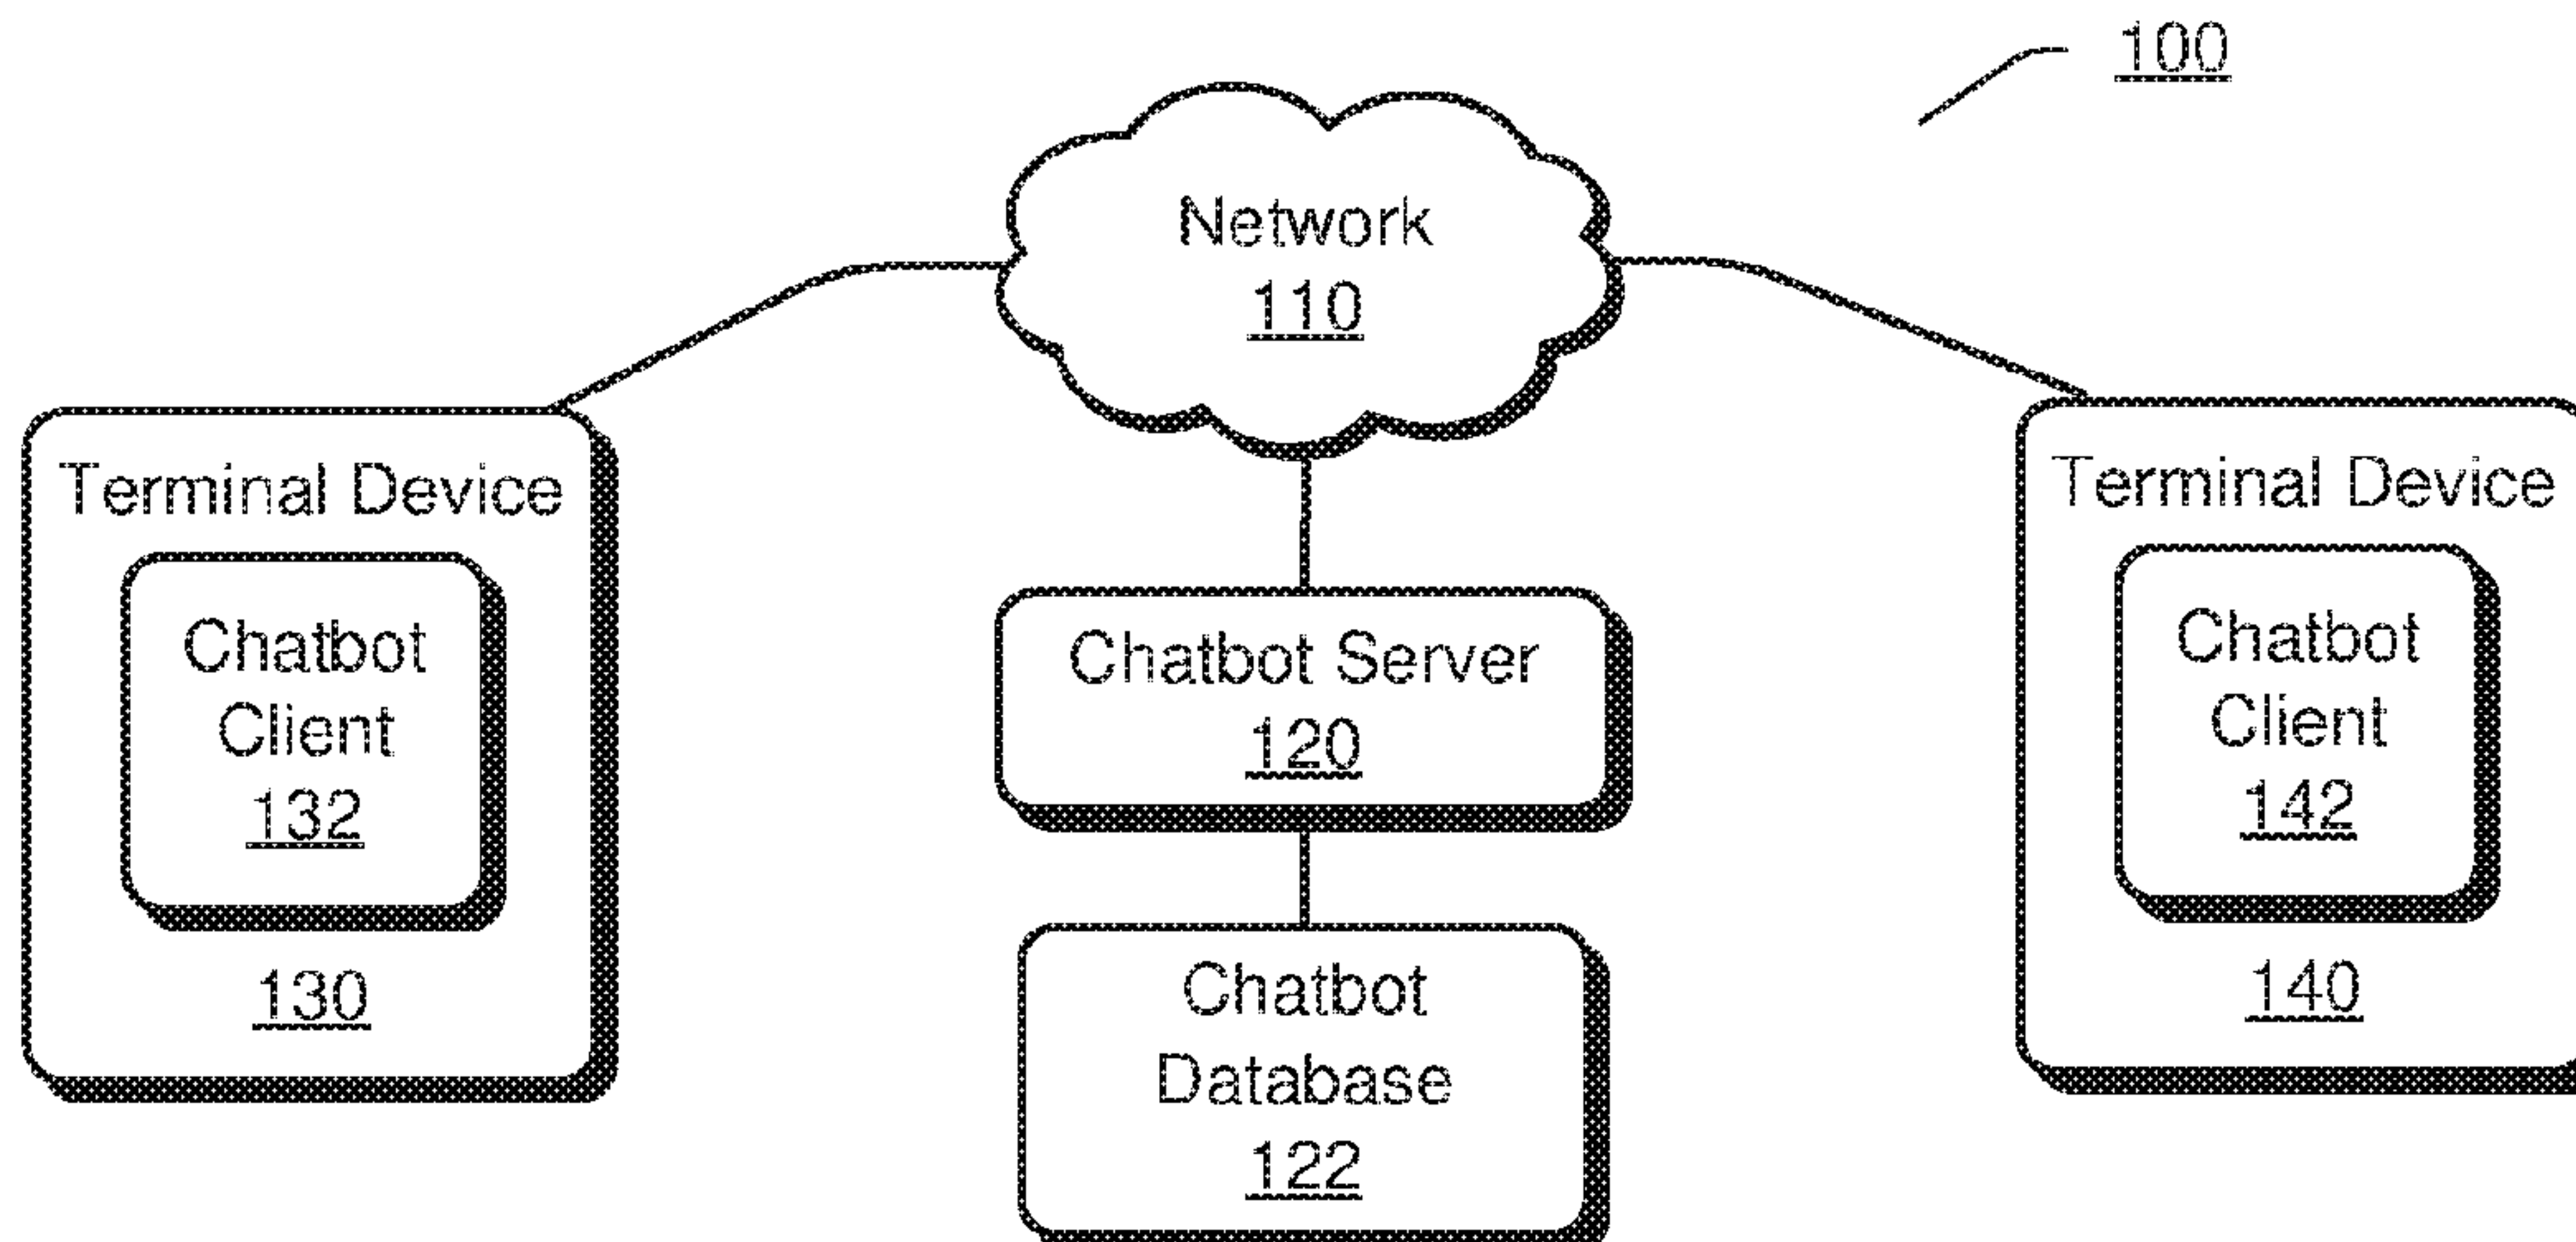 100
Network
110
Terminal Device
Chatbot
Client
132
130
Chatbot Server
120
Chatbot
Database
122
Terminal Device
Chatbot
Client
142
140